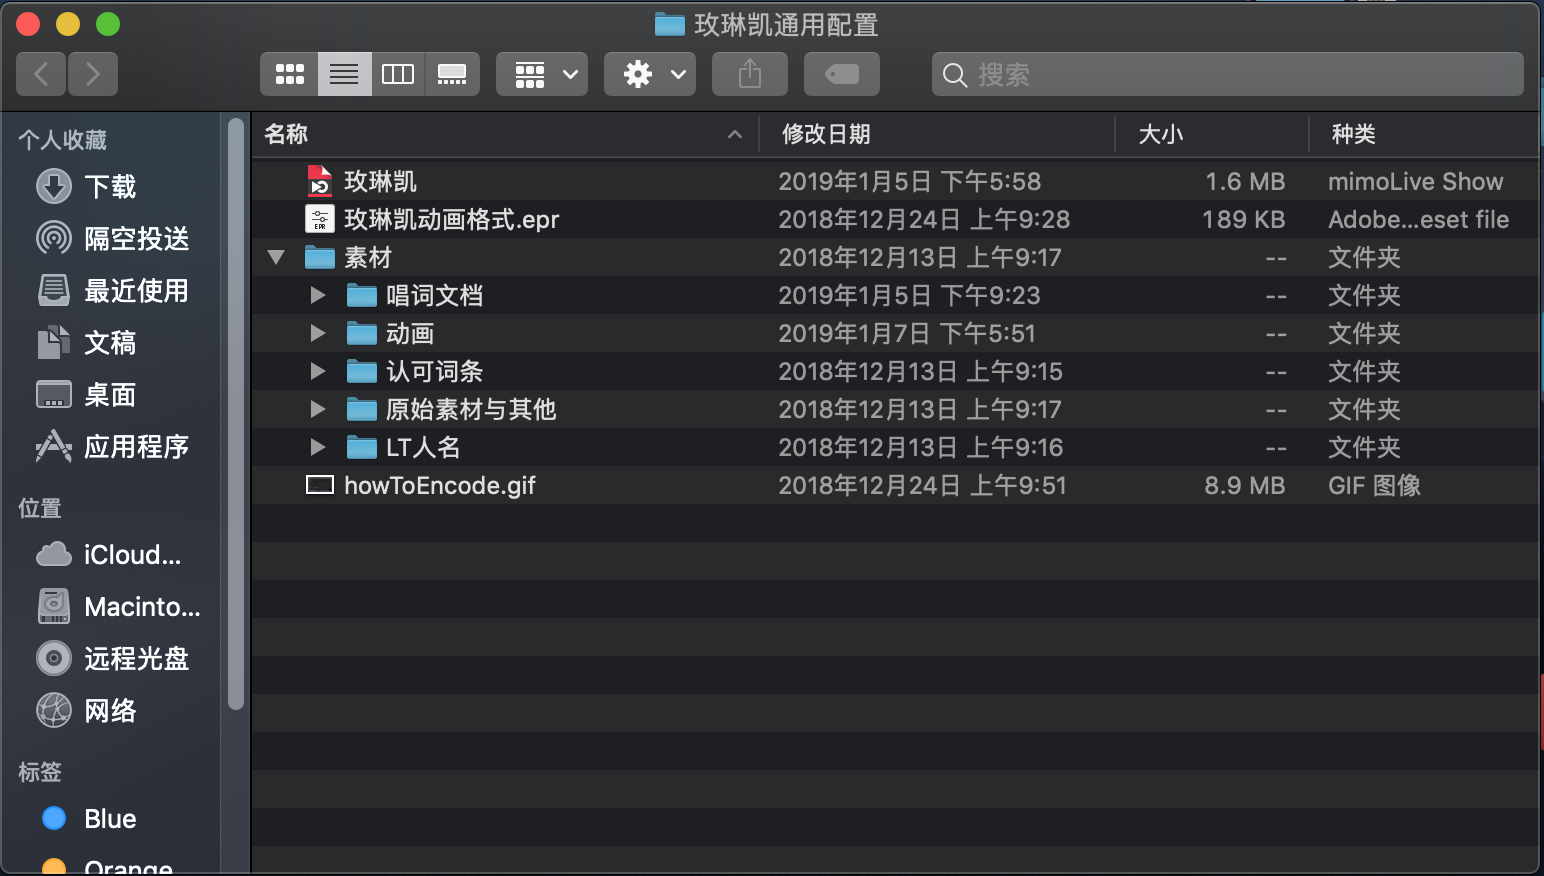 玫琳凯通用配置
搜索
个人收藏
下载
隔空投送
最近使用
文稿
桌面
应用程序
位置
iCloud...
Macinto...
远程光盘
网络
标签
Blue
Orange
名称 修改日期 大小 种类
玫琳凯 2019年1月5日 下午5:58 1.6 MB mimoLive Show
EPR 玫琳凯动画格式.epr 2018年12月24日 上午9:28 189 KB Adobe...eset file
素材 2018年12月13日 上午9:17 -- 文件夹
唱词文档 2019年1月5日 下午9:23 -- 文件夹
动画 2019年1月7日 下午5:51 -- 文件夹
认可词条 2018年12月13日 上午9:15 -- 文件夹
原始素材与其他 2018年12月13日 上午9:17 -- 文件夹
LT人名 2018年12月13日 上午9:16 -- 文件夹
howToEncode.gif 2018年12月24日 上午9:51 8.9 MB GIF 图像